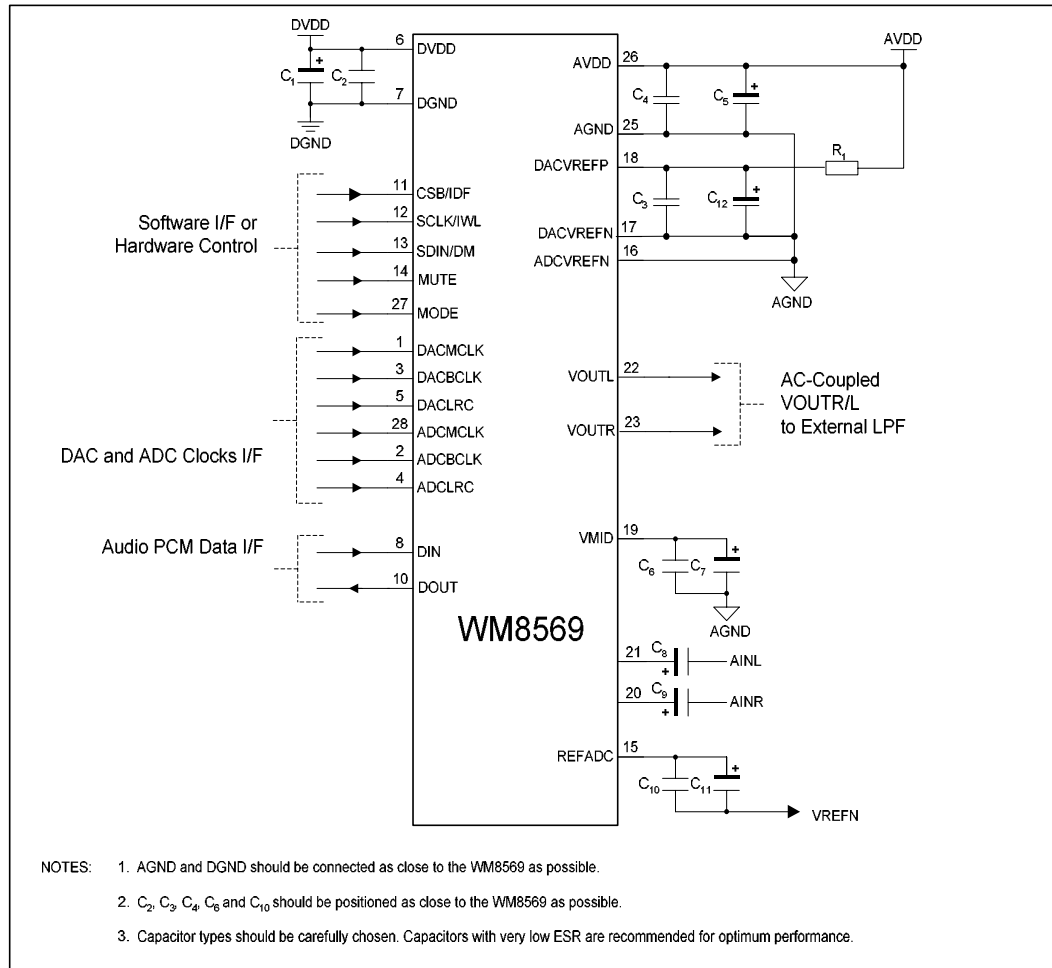 DVDD
6
DVDD
C1
+
C2
7
DGND
DGND
Software I/F or
Hardware Control
11
CSB/IDF
12
SCLK/IWL
13
SDIN/DM
14
MUTE
27
MODE
DAC and ADC Clocks I/F
1
DACMCLK
3
DACBCLK
5
DACLRC
28
ADCMCLK
2
ADCBCLK
4
ADCLRC
Audio PCM Data I/F
8
DIN
10
DOUT
WM8569
AVDD
AVDD
26
C4
C5
+
AGND
25
DACVREFP
18
R1
C3
C12
+
DACVREFN
17
ADCVREFN
16
AGND
VOUTL
22
VOUTR
23
AC-Coupled
VOUTR/L
to External LPF
VMID
19
C6
C7
+
AGND
21
C8
+
AINL
20
C9
+
AINR
REFADC
15
C10
C11
+
VREFN
NOTES: 1. AGND and DGND should be connected as close to the WM8569 as possible.
2. C2, C3, C4, C6 and C10 should be positioned as close to the WM8569 as possible.
3. Capacitor types should be carefully chosen. Capacitors with very low ESR are recommended for optimum performance.